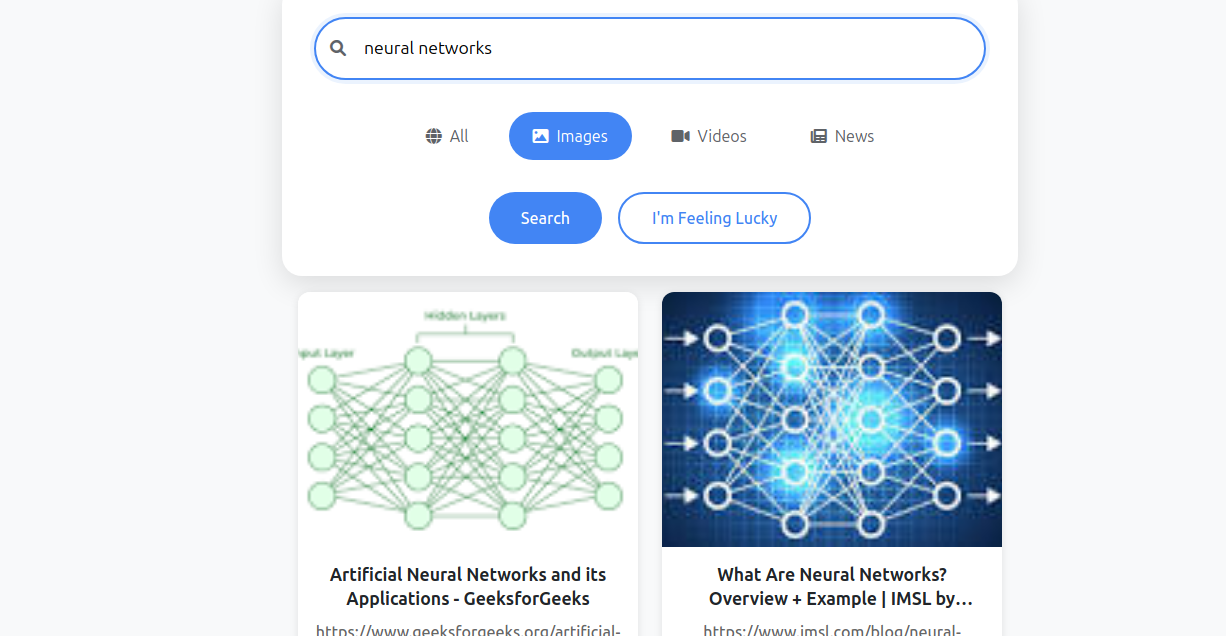 neural networks
All
Images
Videos
News
Search
I'm Feeling Lucky
Hidden Layers
put Layer
Output Laye
Artificial Neural Networks and its
Applications - GeeksforGeeks
https://www.geeksforgeeks.org/artificial-
What Are Neural Networks?
Overview + Example | IMSL by…
https://www.imsl.com/blog/neural-